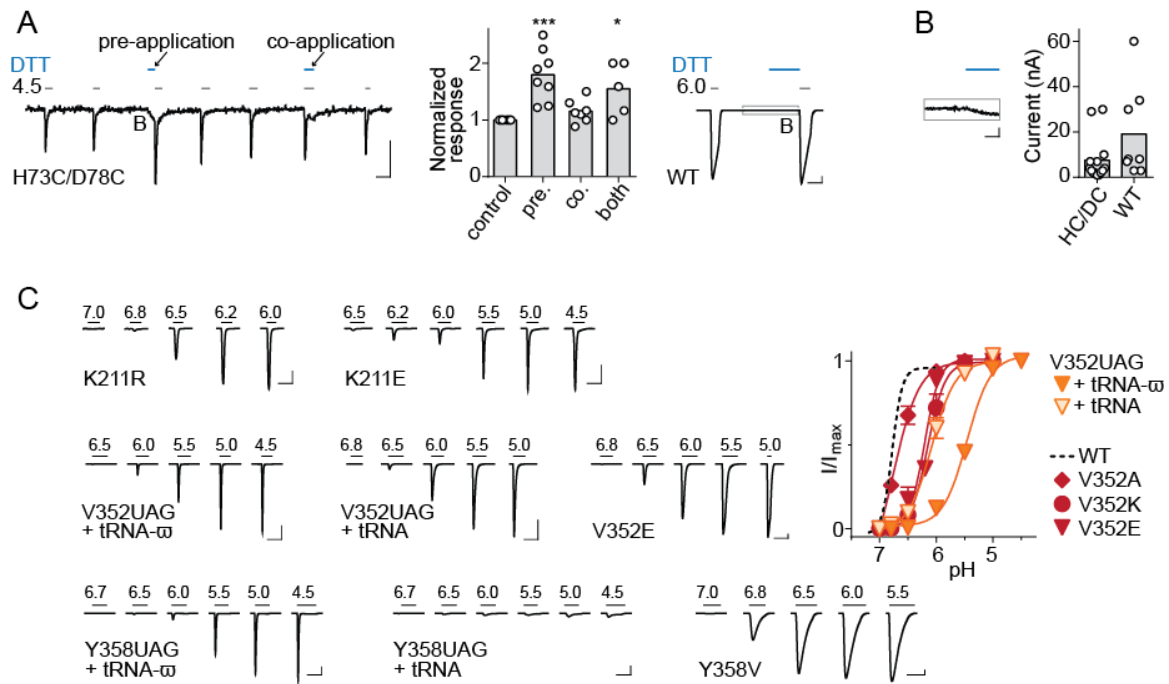 A
pre-application
co-application
DTT
4.5
B
H73C/D78C
Normalized
response
2
1
0
***
*
control
pre.
co.
both
DTT
6.0
B
WT
B
Current (nA)
60
40
20
0
HC/DC
WT
C
7.0 6.8 6.5 6.2 6.0
K211R
6.5 6.2 6.0 5.5 5.0 4.5
K211E
6.5 6.0 5.5 5.0 4.5
V352UAG
+ tRNA-ϖ
6.8 6.5 6.0 5.5 5.0
V352UAG
+ tRNA
6.8 6.5 6.0 5.5 5.0
V352E
6.7 6.5 6.0 5.5 5.0 4.5
Y358UAG
+ tRNA-ϖ
6.7 6.5 6.0 5.5 5.0 4.5
Y358UAG
+ tRNA
7.0 6.8 6.5 6.0 5.5
Y358V
I/Imax
1
0
7 6 5
pH
V352UAG
+ tRNA-ϖ
+ tRNA
WT
V352A
V352K
V352E